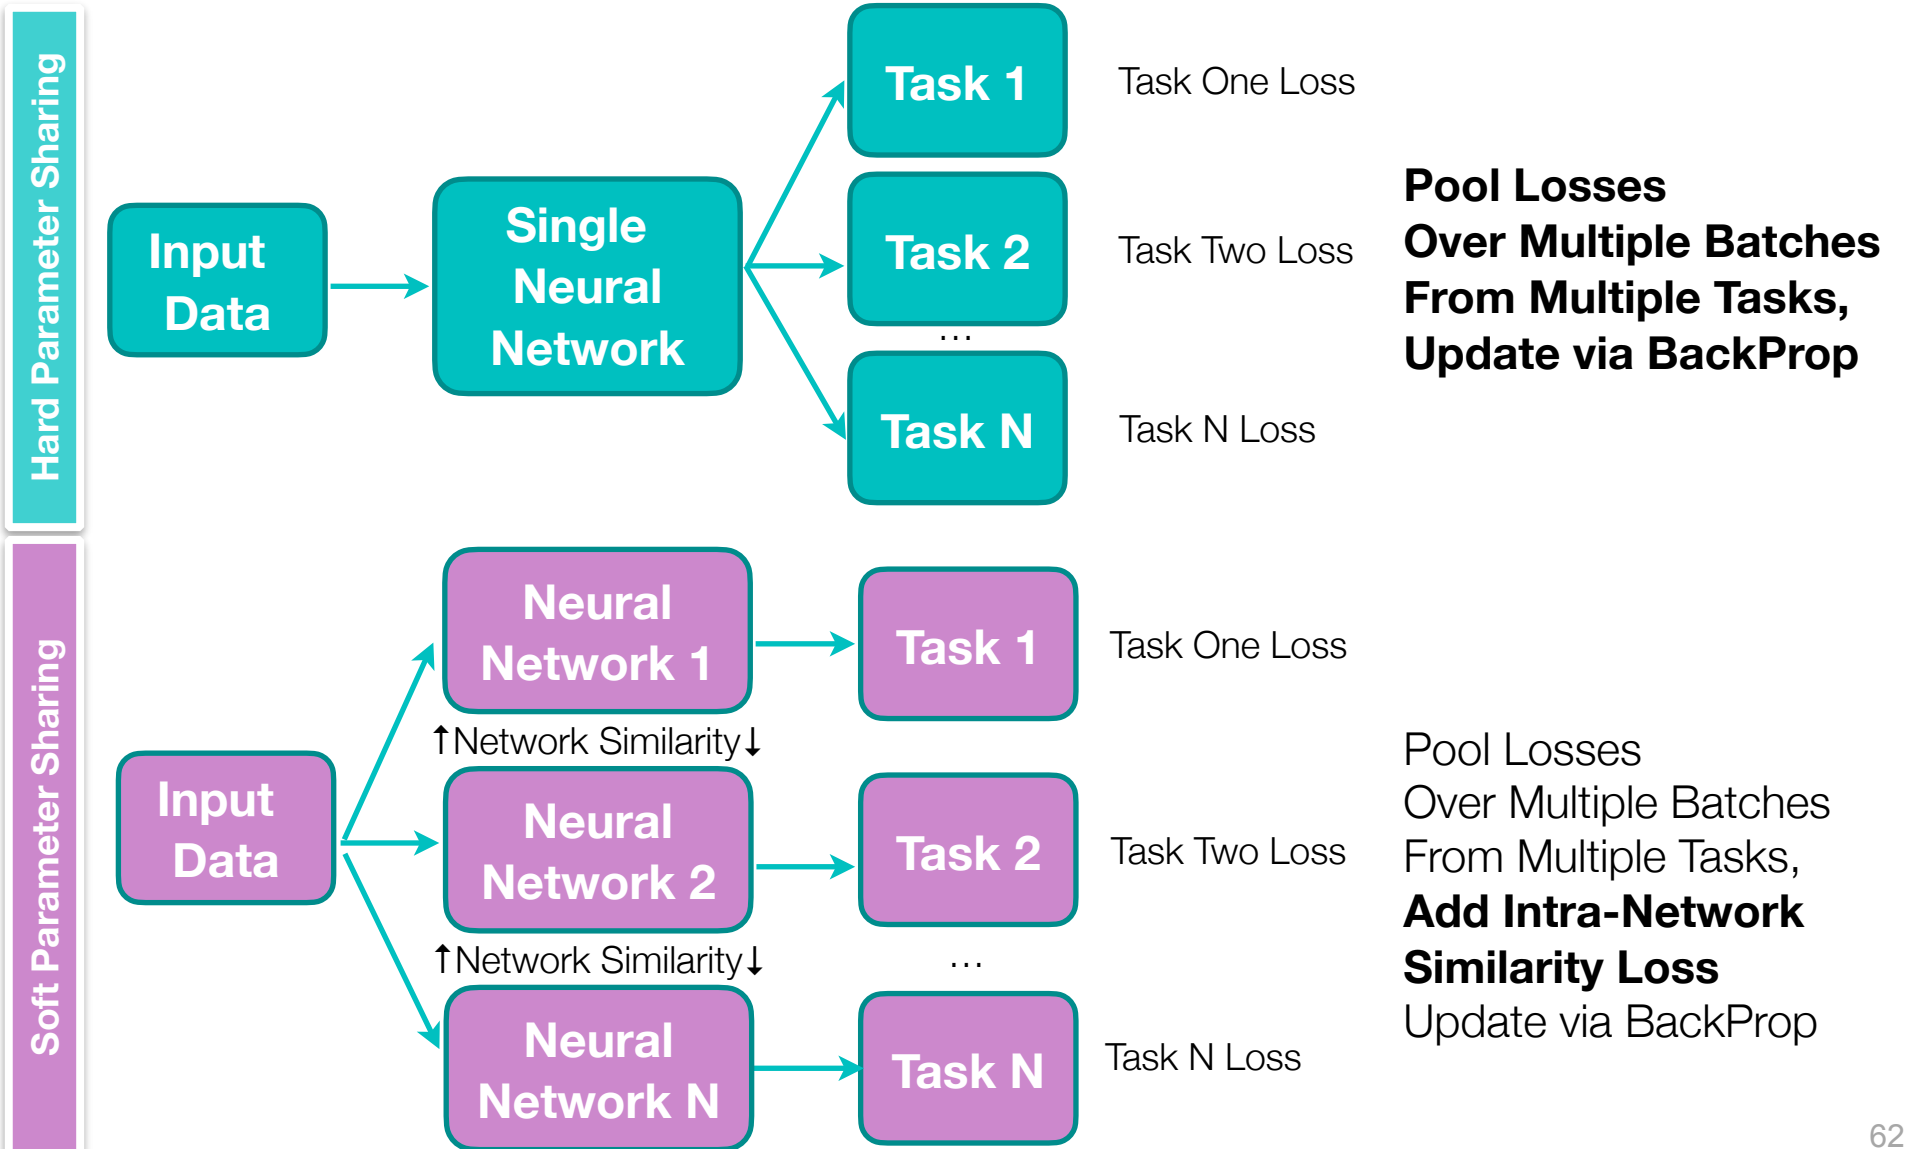 Hard Parameter Sharing
Input
Data
Single
Neural
Network
Task 1
Task 2
...
Task N
Task One Loss
Task Two Loss
Task N Loss
Pool Losses
Over Multiple Batches
From Multiple Tasks,
Update via BackProp
Soft Parameter Sharing
Input
Data
Neural
Network 1
↑Network Similarity↓
Neural
Network 2
↑Network Similarity↓
Neural
Network N
Task 1
Task 2
...
Task N
Task One Loss
Task Two Loss
Task N Loss
Pool Losses
Over Multiple Batches
From Multiple Tasks,
Add Intra-Network
Similarity Loss
Update via BackProp
62